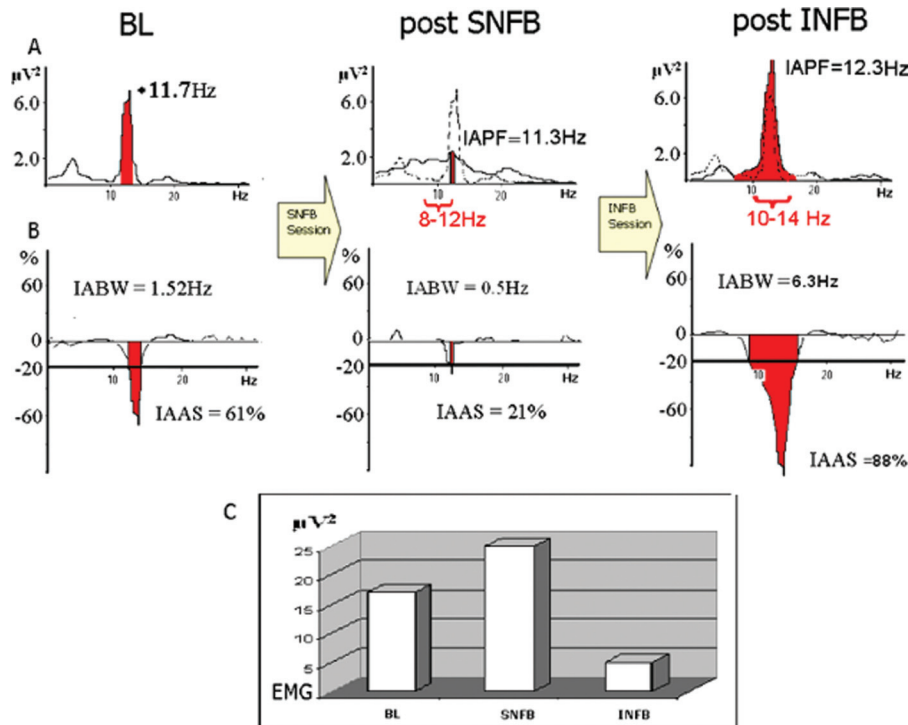 BL
post SNFB
post INFB
A
µV²
6.0
2.0
•11.7Hz
10
20
Hz
µV²
6.0
2.0
IAPF=11.3Hz
10
20
Hz
8-12Hz
µV²
6.0
2.0
IAPF=12.3Hz
10
20
Hz
10-14 Hz
SNFB
Session
INFB
Session
B
%
60
0
-20
-60
IABW = 1.52Hz
10
20
Hz
IAAS = 61%
%
60
0
-20
-60
IABW = 0.5Hz
10
20
Hz
IAAS = 21%
%
60
0
-20
-60
IABW =6.3Hz
10
20
Hz
IAAS =88%
C
µV²
25
20
15
10
5
EMG
BL
SNFB
INFB